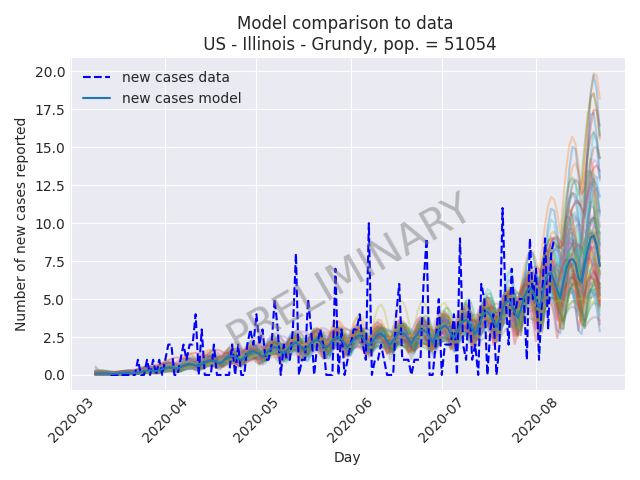 Model comparison to data
US - Illinois - Grundy, pop. = 51054
20.0
17.5
15.0
12.5
10.0
7.5
5.0
2.5
0.0
Number of new cases reported
new cases data
new cases model
PRELIMINARY
2020-03
2020-04
2020-05
2020-06
2020-07
2020-08
Day